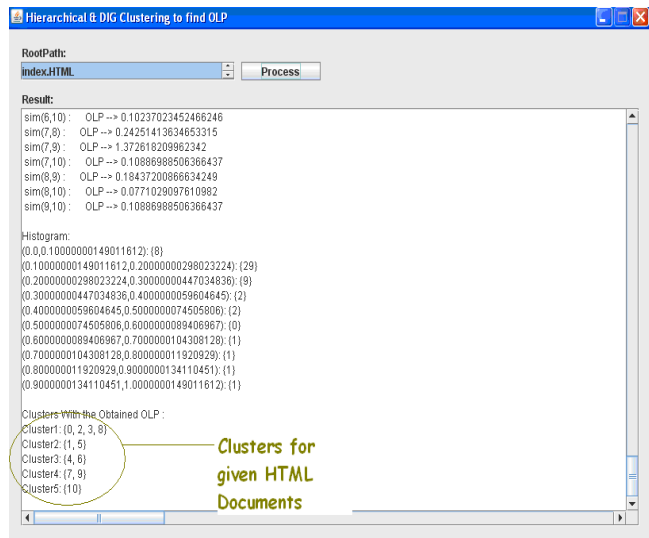 Hierarchical & DIG Clustering to find OLP
RootPath:
index.HTML
Process
Result:
sim(6,10) : OLP --> 0.10237023452466246
sim(7,8) : OLP --> 0.24251413634653315
sim(7,9) : OLP --> 1.372618209962342
sim(7,10) : OLP --> 0.10886988506366437
sim(8,9) : OLP --> 0.18437200866634249
sim(8,10) : OLP --> 0.0771029097610982
sim(9,10) : OLP --> 0.10886988506366437
Histogram:
(0.0,0.10000000149011612): {8}
(0.10000000149011612,0.20000000298023224): {29}
(0.20000000298023224,0.30000000447034836): {9}
(0.30000000447034836,0.4000000059604645): {2}
(0.4000000059604645,0.5000000074505806): {2}
(0.5000000074505806,0.6000000089406967): {0}
(0.6000000089406967,0.7000000104308128): {1}
(0.7000000104308128,0.800000011920929): {1}
(0.800000011920929,0.9000000134110451): {1}
(0.9000000134110451,1.0000000149011612): {1}
Clusters With the Obtained OLP :
Cluster1: {0, 2, 3, 8}
Cluster2: {1, 5}
Cluster3: {4, 6}
Cluster4: {7, 9}
Cluster5: {10}
Clusters for
given HTML
Documents